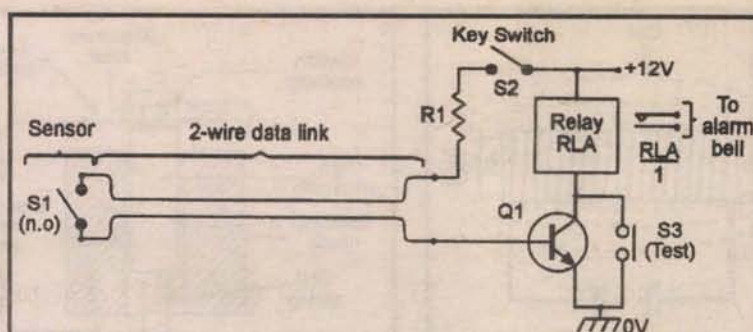 Key Switch
+12V
S2
R1
Relay
RLA
RLA
1
To
alarm
bell
Sensor
2-wire data link
S1
(n.o)
Q1
S3
(Test)
0V